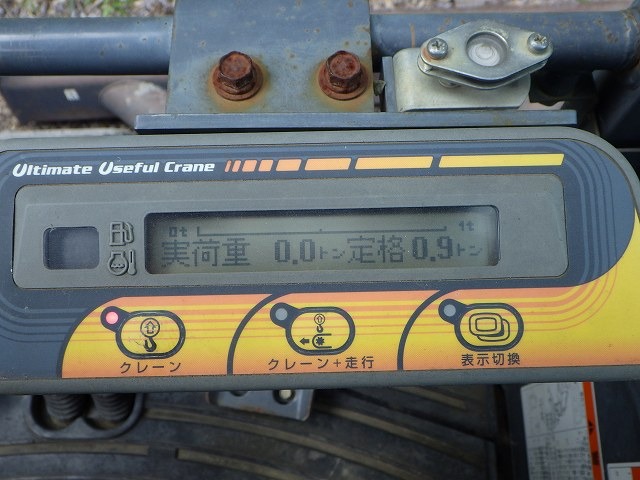 Ultimate Useful Crane
0t 1t
実荷重 0.0トン 定格 0.9トン
クレーン クレーン+走行 表示切換